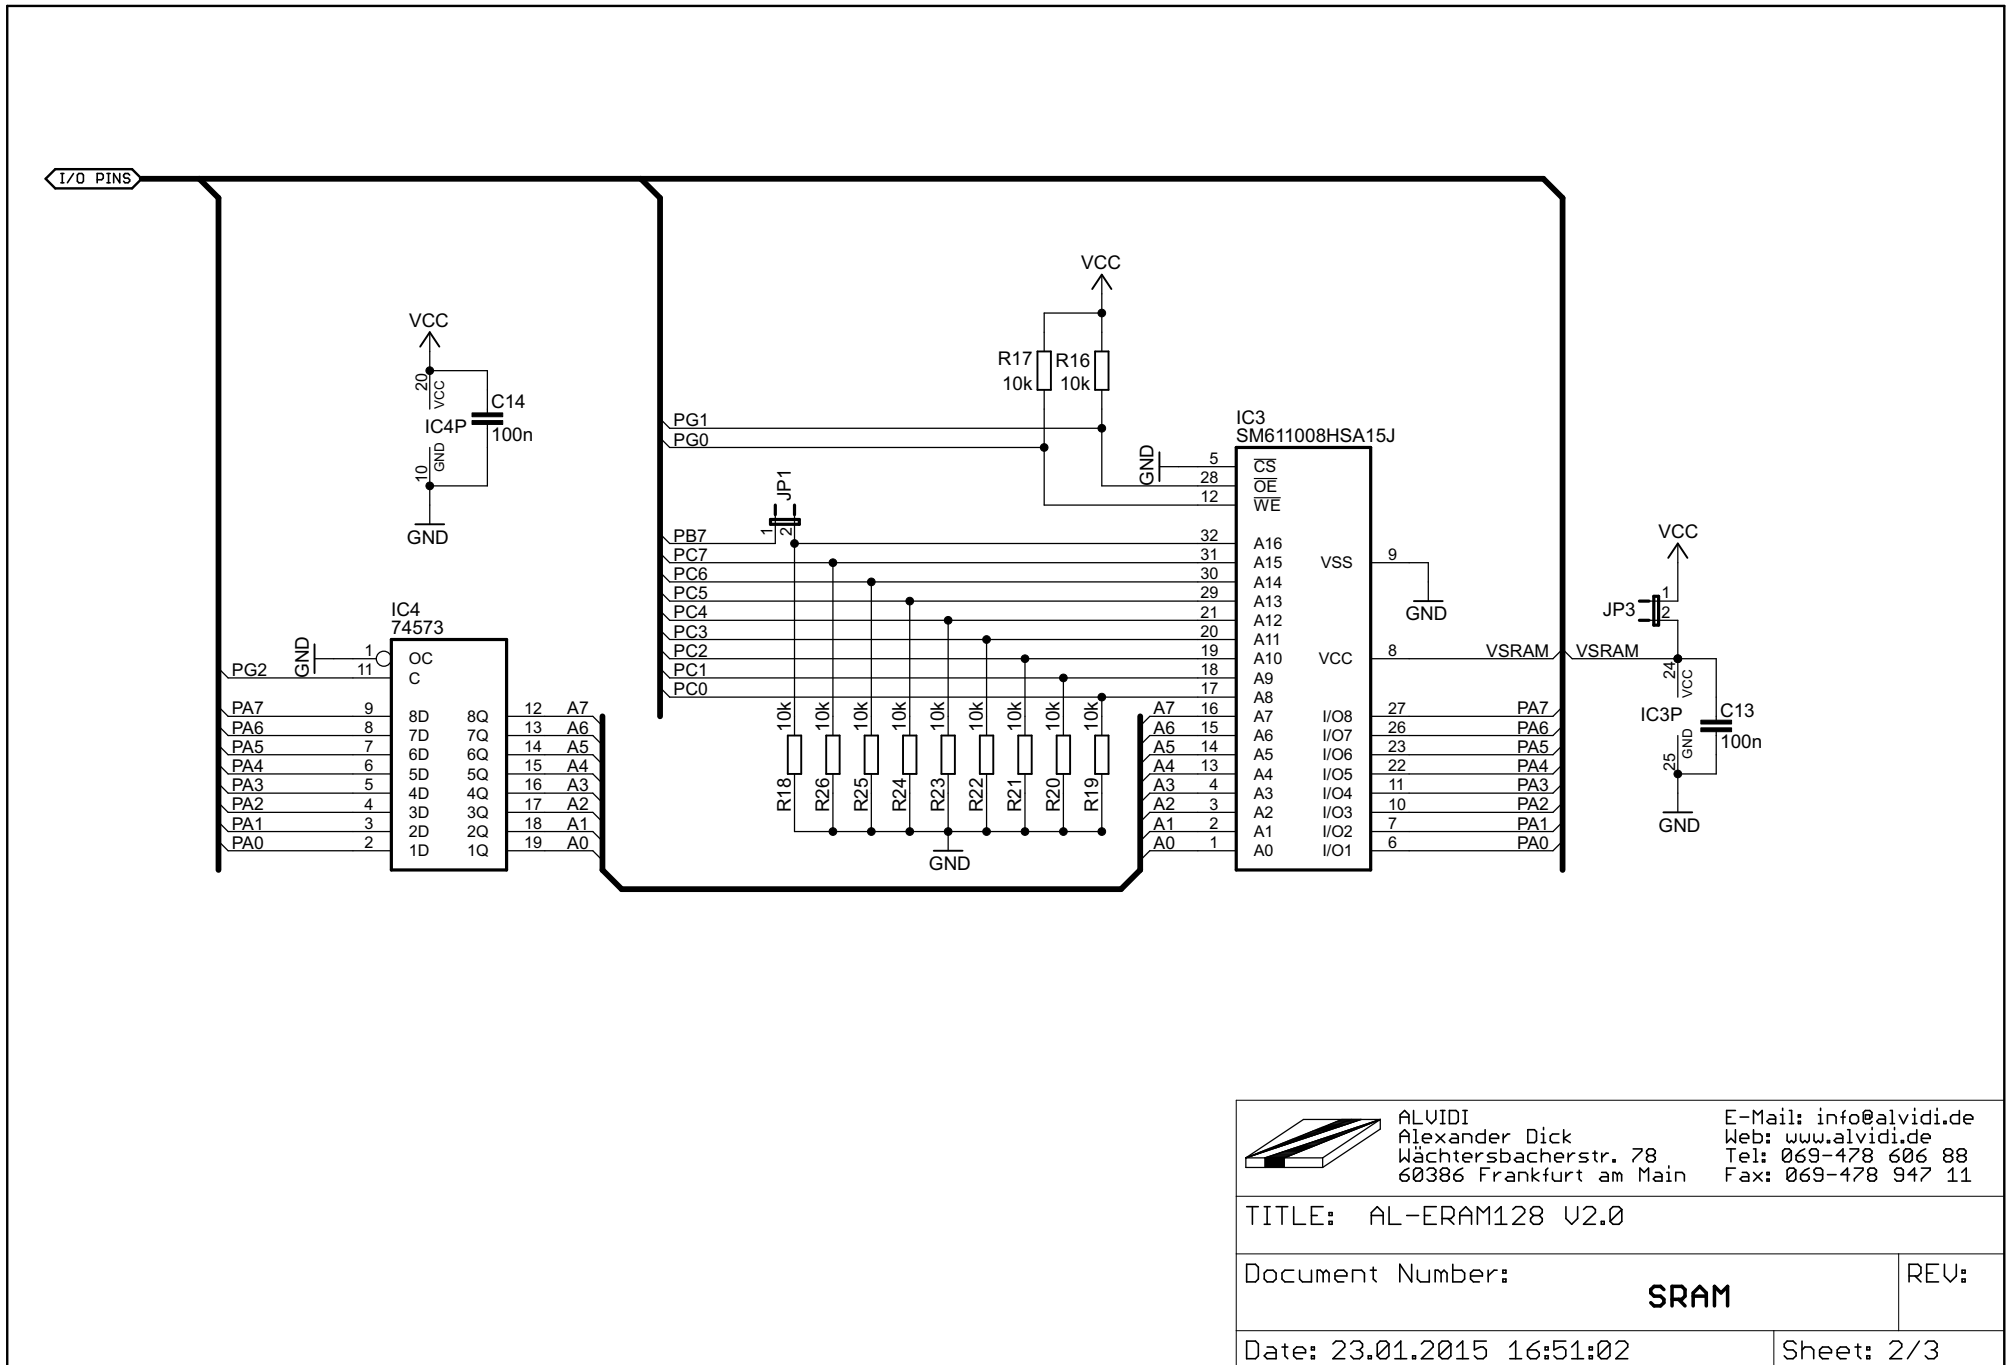 I/O PINS
VCC
20
VCC
C14
IC4P
100n
GND
10
GND
VCC
R17
10k
R16
10k
PG1
PG0
JP1
1
2
PB7
PC7
PC6
PC5
PC4
PC3
PC2
PC1
PC0
IC4
74573
GND
1
OC
PG2
11
C
PA7 9 8D 8Q 12 A7
PA6 8 7D 7Q 13 A6
PA5 7 6D 6Q 14 A5
PA4 6 5D 5Q 15 A4
PA3 5 4D 4Q 16 A3
PA2 4 3D 3Q 17 A2
PA1 3 2D 2Q 18 A1
PA0 2 1D 1Q 19 A0
10k 10k 10k 10k 10k 10k 10k 10k 10k
R18 R26 R25 R24 R23 R22 R21 R20 R19
GND
IC3
SM611008HSA15J
GND
5 CS
28 OE
12 WE
32 A16
31 A15 VSS 9
GND
30 A14
29 A13
21 A12
20 A11
19 A10 VCC 8 VSRAM
18 A9
17 A8
A7 16 A7 I/O8 27 PA7
A6 15 A6 I/O7 26 PA6
A5 14 A5 I/O6 23 PA5
A4 13 A4 I/O5 22 PA4
A3 4 A3 I/O4 11 PA3
A2 3 A2 I/O3 10 PA2
A1 2 A1 I/O2 7 PA1
A0 1 A0 I/O1 6 PA0
VCC
1
JP3
2
VSRAM
24
VCC
IC3P
C13
100n
GND
25
GND
ALVIDI
Alexander Dick
Wächtersbacherstr. 78
60386 Frankfurt am Main
E-Mail: info@alvidi.de
Web: www.alvidi.de
Tel: 069-478 606 88
Fax: 069-478 947 11
TITLE: AL-ERAM128 V2.0
Document Number:
SRAM
REV:
Date: 23.01.2015 16:51:02
Sheet: 2/3